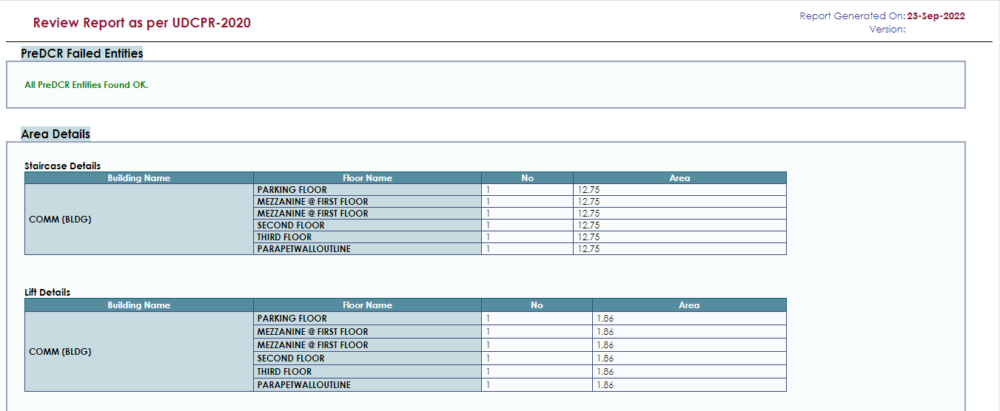 Review Report as per UDCPR-2020
Report Generated On: 23-Sep-2022
Version:
PreDCR Failed Entities
All PreDCR Entities Found OK.
Area Details
Staircase Details
Building Name Floor Name No Area
COMM (BLDG)
PARKING FLOOR 1 12.75
MEZZANINE @ FIRST FLOOR 1 12.75
MEZZANINE @ FIRST FLOOR 1 12.75
SECOND FLOOR 1 12.75
THIRD FLOOR 1 12.75
PARAPETWALLOUTLINE 1 12.75
Lift Details
Building Name Floor Name No Area
COMM (BLDG)
PARKING FLOOR 1 1.86
MEZZANINE @ FIRST FLOOR 1 1.86
MEZZANINE @ FIRST FLOOR 1 1.86
SECOND FLOOR 1 1.86
THIRD FLOOR 1 1.86
PARAPETWALLOUTLINE 1 1.86